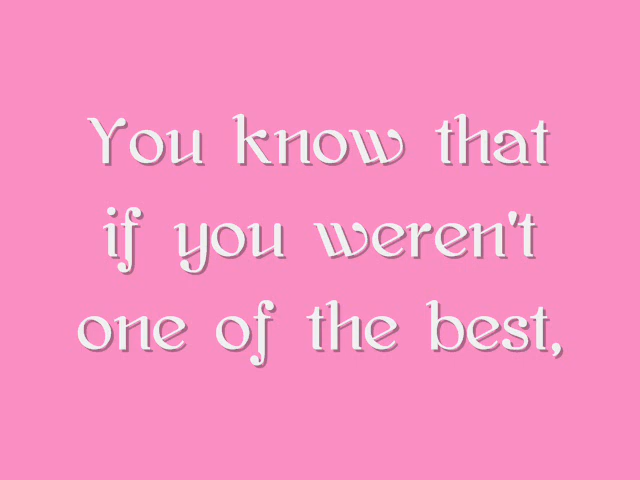 You know that
if you weren't
one of the best,